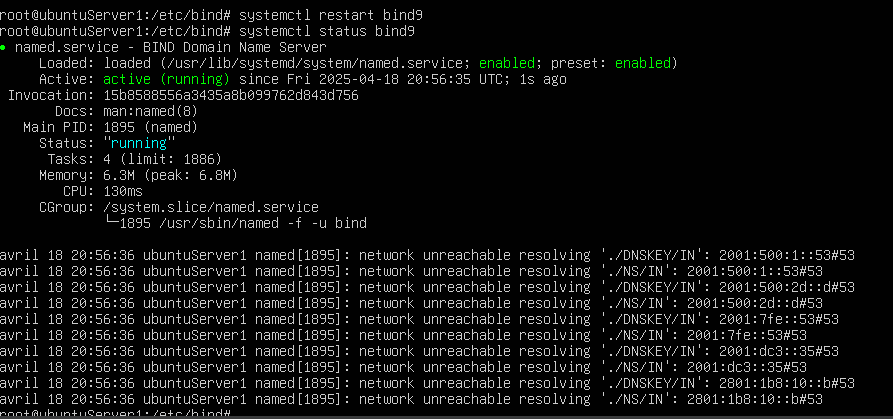 root@ubuntuServer1:/etc/bind# systemctl restart bind9
root@ubuntuServer1:/etc/bind# systemctl status bind9
● named.service - BIND Domain Name Server
Loaded: loaded (/usr/lib/systemd/system/named.service; enabled; preset: enabled)
Active: active (running) since Fri 2025-04-18 20:56:35 UTC; 1s ago
Invocation: 15b8588556a3435a8b099762d843d756
Docs: man:named(8)
Main PID: 1895 (named)
Status: "running"
Tasks: 4 (limit: 1886)
Memory: 6.3M (peak: 6.8M)
CPU: 130ms
CGroup: /system.slice/named.service
└─1895 /usr/sbin/named -f -u bind
avril 18 20:56:36 ubuntuServer1 named[1895]: network unreachable resolving './DNSKEY/IN': 2001:500:1::53#53
avril 18 20:56:36 ubuntuServer1 named[1895]: network unreachable resolving './NS/IN': 2001:500:1::53#53
avril 18 20:56:36 ubuntuServer1 named[1895]: network unreachable resolving './DNSKEY/IN': 2001:500:2d::d#53
avril 18 20:56:36 ubuntuServer1 named[1895]: network unreachable resolving './NS/IN': 2001:500:2d::d#53
avril 18 20:56:36 ubuntuServer1 named[1895]: network unreachable resolving './DNSKEY/IN': 2001:7fe::53#53
avril 18 20:56:36 ubuntuServer1 named[1895]: network unreachable resolving './NS/IN': 2001:7fe::53#53
avril 18 20:56:36 ubuntuServer1 named[1895]: network unreachable resolving './DNSKEY/IN': 2001:dc3::35#53
avril 18 20:56:36 ubuntuServer1 named[1895]: network unreachable resolving './NS/IN': 2001:dc3::35#53
avril 18 20:56:36 ubuntuServer1 named[1895]: network unreachable resolving './DNSKEY/IN': 2801:1b8:10::b#53
avril 18 20:56:36 ubuntuServer1 named[1895]: network unreachable resolving './NS/IN': 2801:1b8:10::b#53
root@ubuntuServer1:/etc/bind#